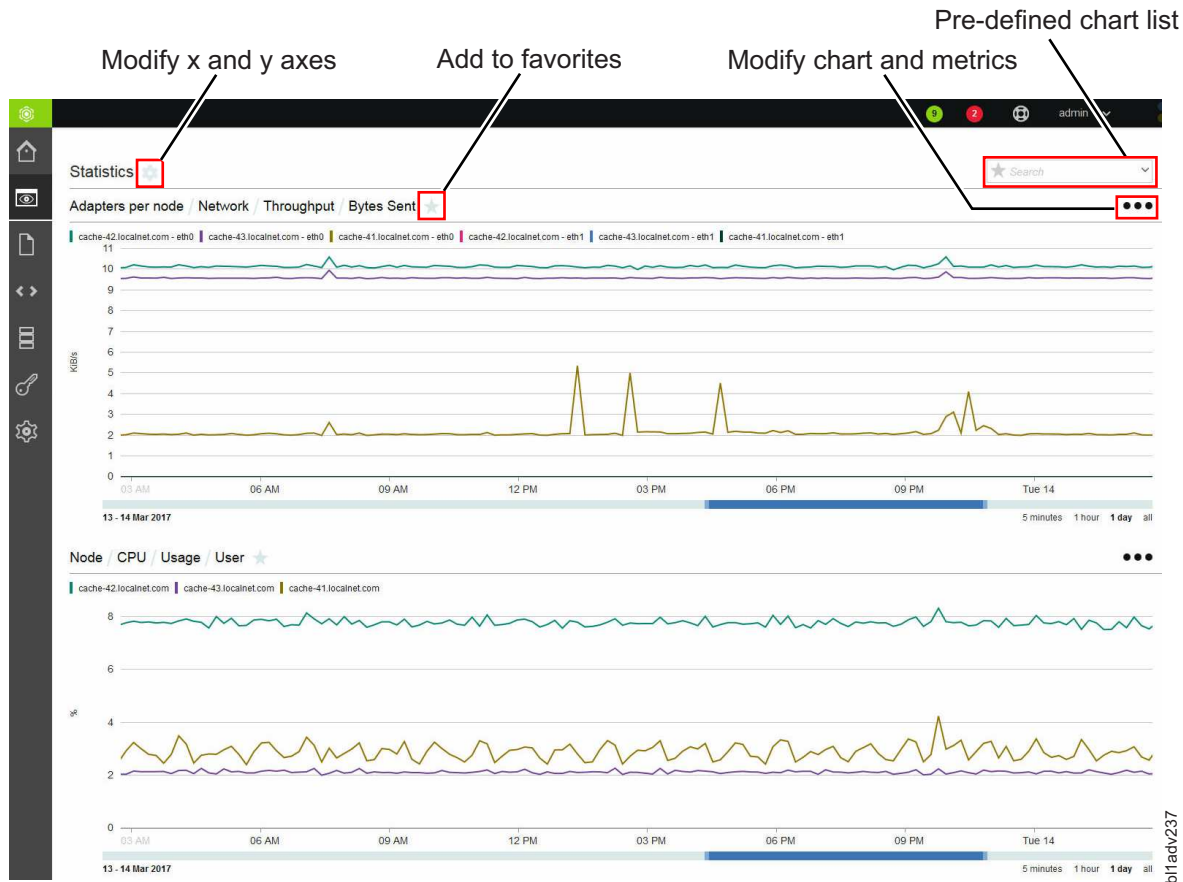 Pre-defined chart list
Modify x and y axes Add to favorites Modify chart and metrics
9 2 admin
Statistics Search
Adapters per node / Network / Throughput / Bytes Sent
cache-42.localnet.com - eth0 cache-43.localnet.com - eth0 cache-41.localnet.com - eth0 cache-42.localnet.com - eth1 cache-43.localnet.com - eth1 cache-41.localnet.com - eth1
11
10
9
8
7
6
KiB/s
5
4
3
2
1
0
03 AM 06 AM 09 AM 12 PM 03 PM 06 PM 09 PM Tue 14
13 - 14 Mar 2017 5 minutes 1 hour 1 day all
Node / CPU / Usage / User
cache-42.localnet.com cache-43.localnet.com cache-41.localnet.com
8
6
%
4
2
0
03 AM 06 AM 09 AM 12 PM 03 PM 06 PM 09 PM Tue 14
13 - 14 Mar 2017 5 minutes 1 hour 1 day all
bl1adv237